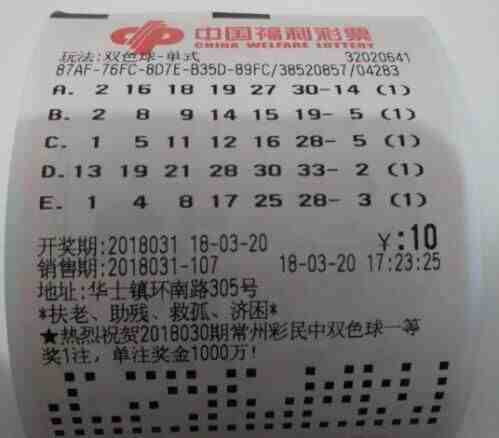 中国福利彩票
CHINA WELFARE LOTTERY
玩法:双色球-单式 32020641
87AF-76FC-8D7E-B35D-89FC/38520857/04283
A. 2 16 18 19 27 30-14 (1)
B. 2 8 9 14 15 19- 5 (1)
C. 1 5 11 12 16 28- 5 (1)
D. 13 19 21 28 30 33- 2 (1)
E. 1 4 8 17 25 28- 3 (1)
开奖期:2018031 18-03-20 ¥:10
销售期:2018031-107 18-03-20 17:23:25
地址:华士镇环南路305号
*扶老、助残、救孤、济困*
★热烈祝贺2018030期常州彩民中双色球一等
奖1注,单注奖金1000万!